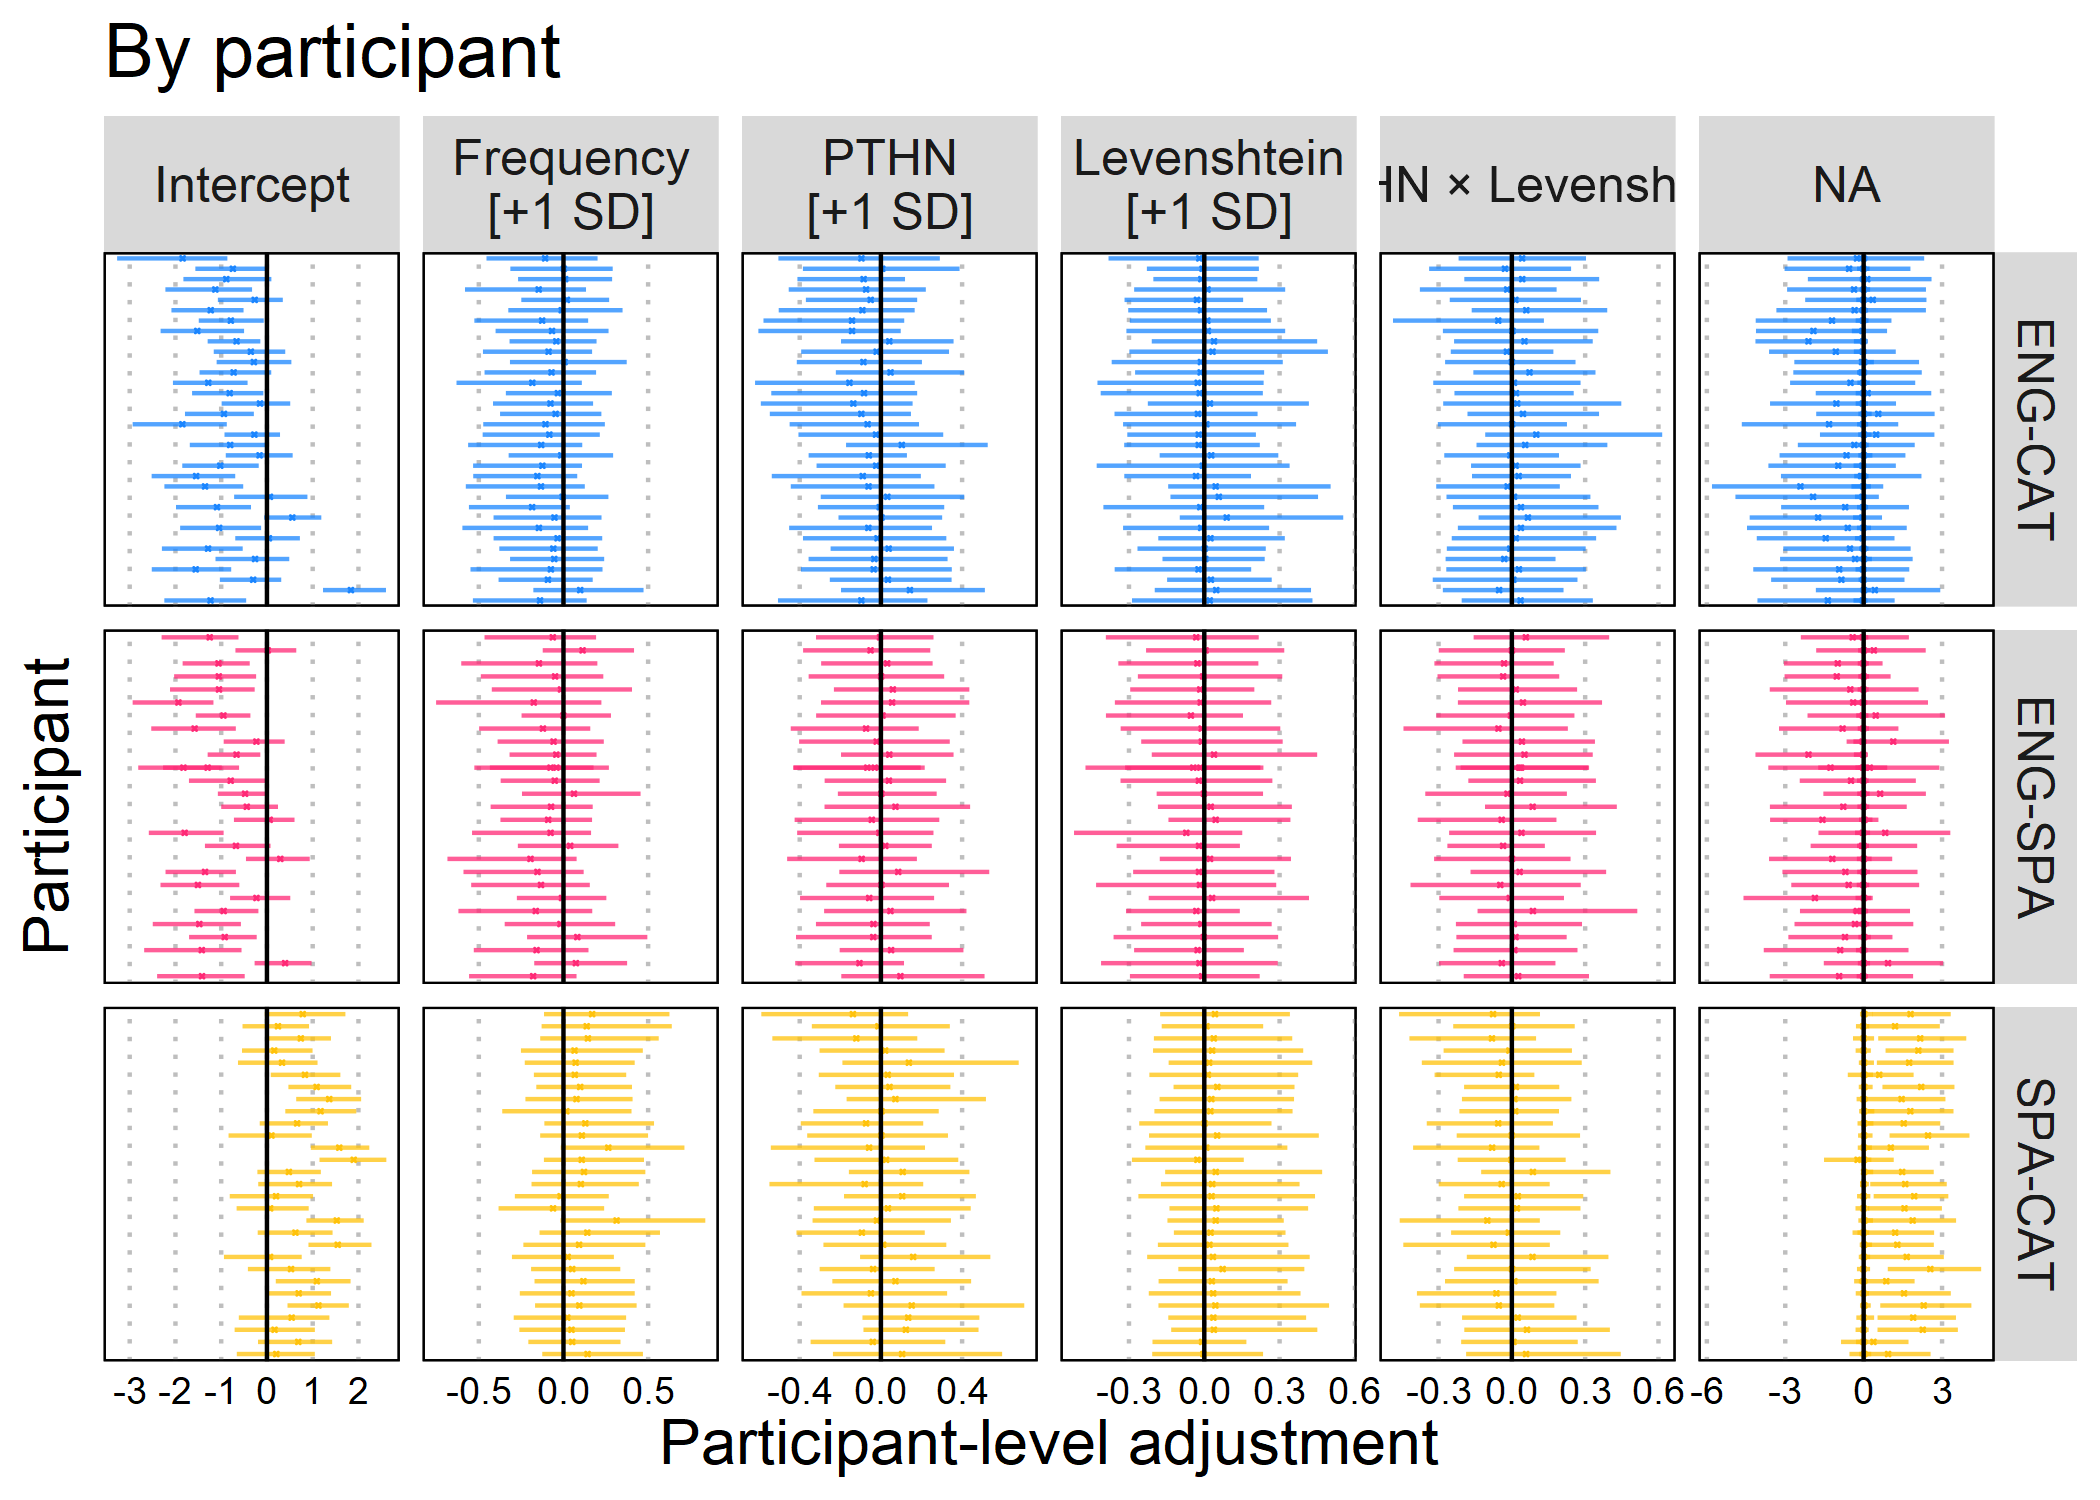 By participant
Intercept
Frequency
[+1 SD]
PTHN
[+1 SD]
Levenshtein
[+1 SD]
HN × Levensh
NA
ENG-CAT
ENG-SPA
SPA-CAT
Participant
-3 -2 -1 0 1 2
-0.5 0.0 0.5
-0.4 0.0 0.4
-0.3 0.0 0.3 0.6
-0.3 0.0 0.3 0.6
-6 -3 0 3
Participant-level adjustment